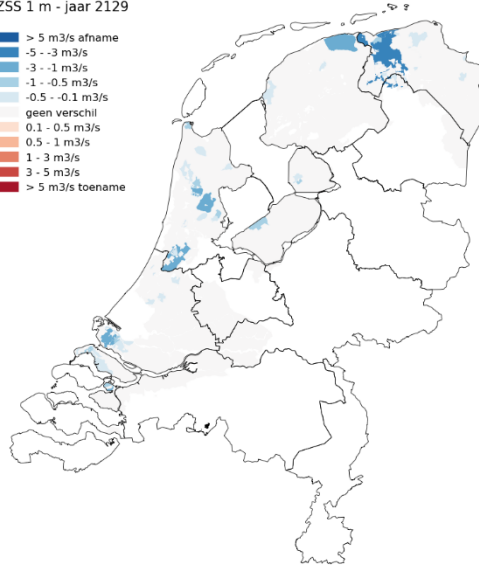 ZSS 1 m - jaar 2129
> 5 m3/s afname
-5 - -3 m3/s
-3 - -1 m3/s
-1 - -0.5 m3/s
-0.5 - -0.1 m3/s
geen verschil
0.1 - 0.5 m3/s
0.5 - 1 m3/s
1 - 3 m3/s
3 - 5 m3/s
> 5 m3/s toename